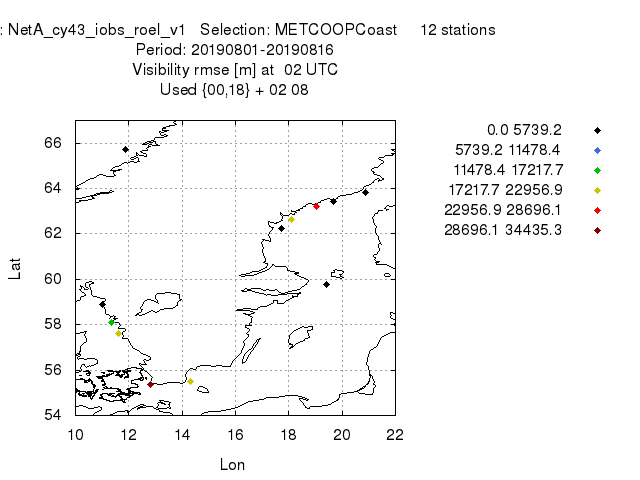 : NetA_cy43_iobs_roel_v1 Selection: METCOOPCoast 12 stations
Period: 20190801-20190816
Visibility rmse [m] at 02 UTC
Used {00,18} + 02 08
0.0 5739.2
5739.2 11478.4
11478.4 17217.7
17217.7 22956.9
22956.9 28696.1
28696.1 34435.3
66
64
62
60
58
56
54
Lat
10 12 14 16 18 20 22
Lon